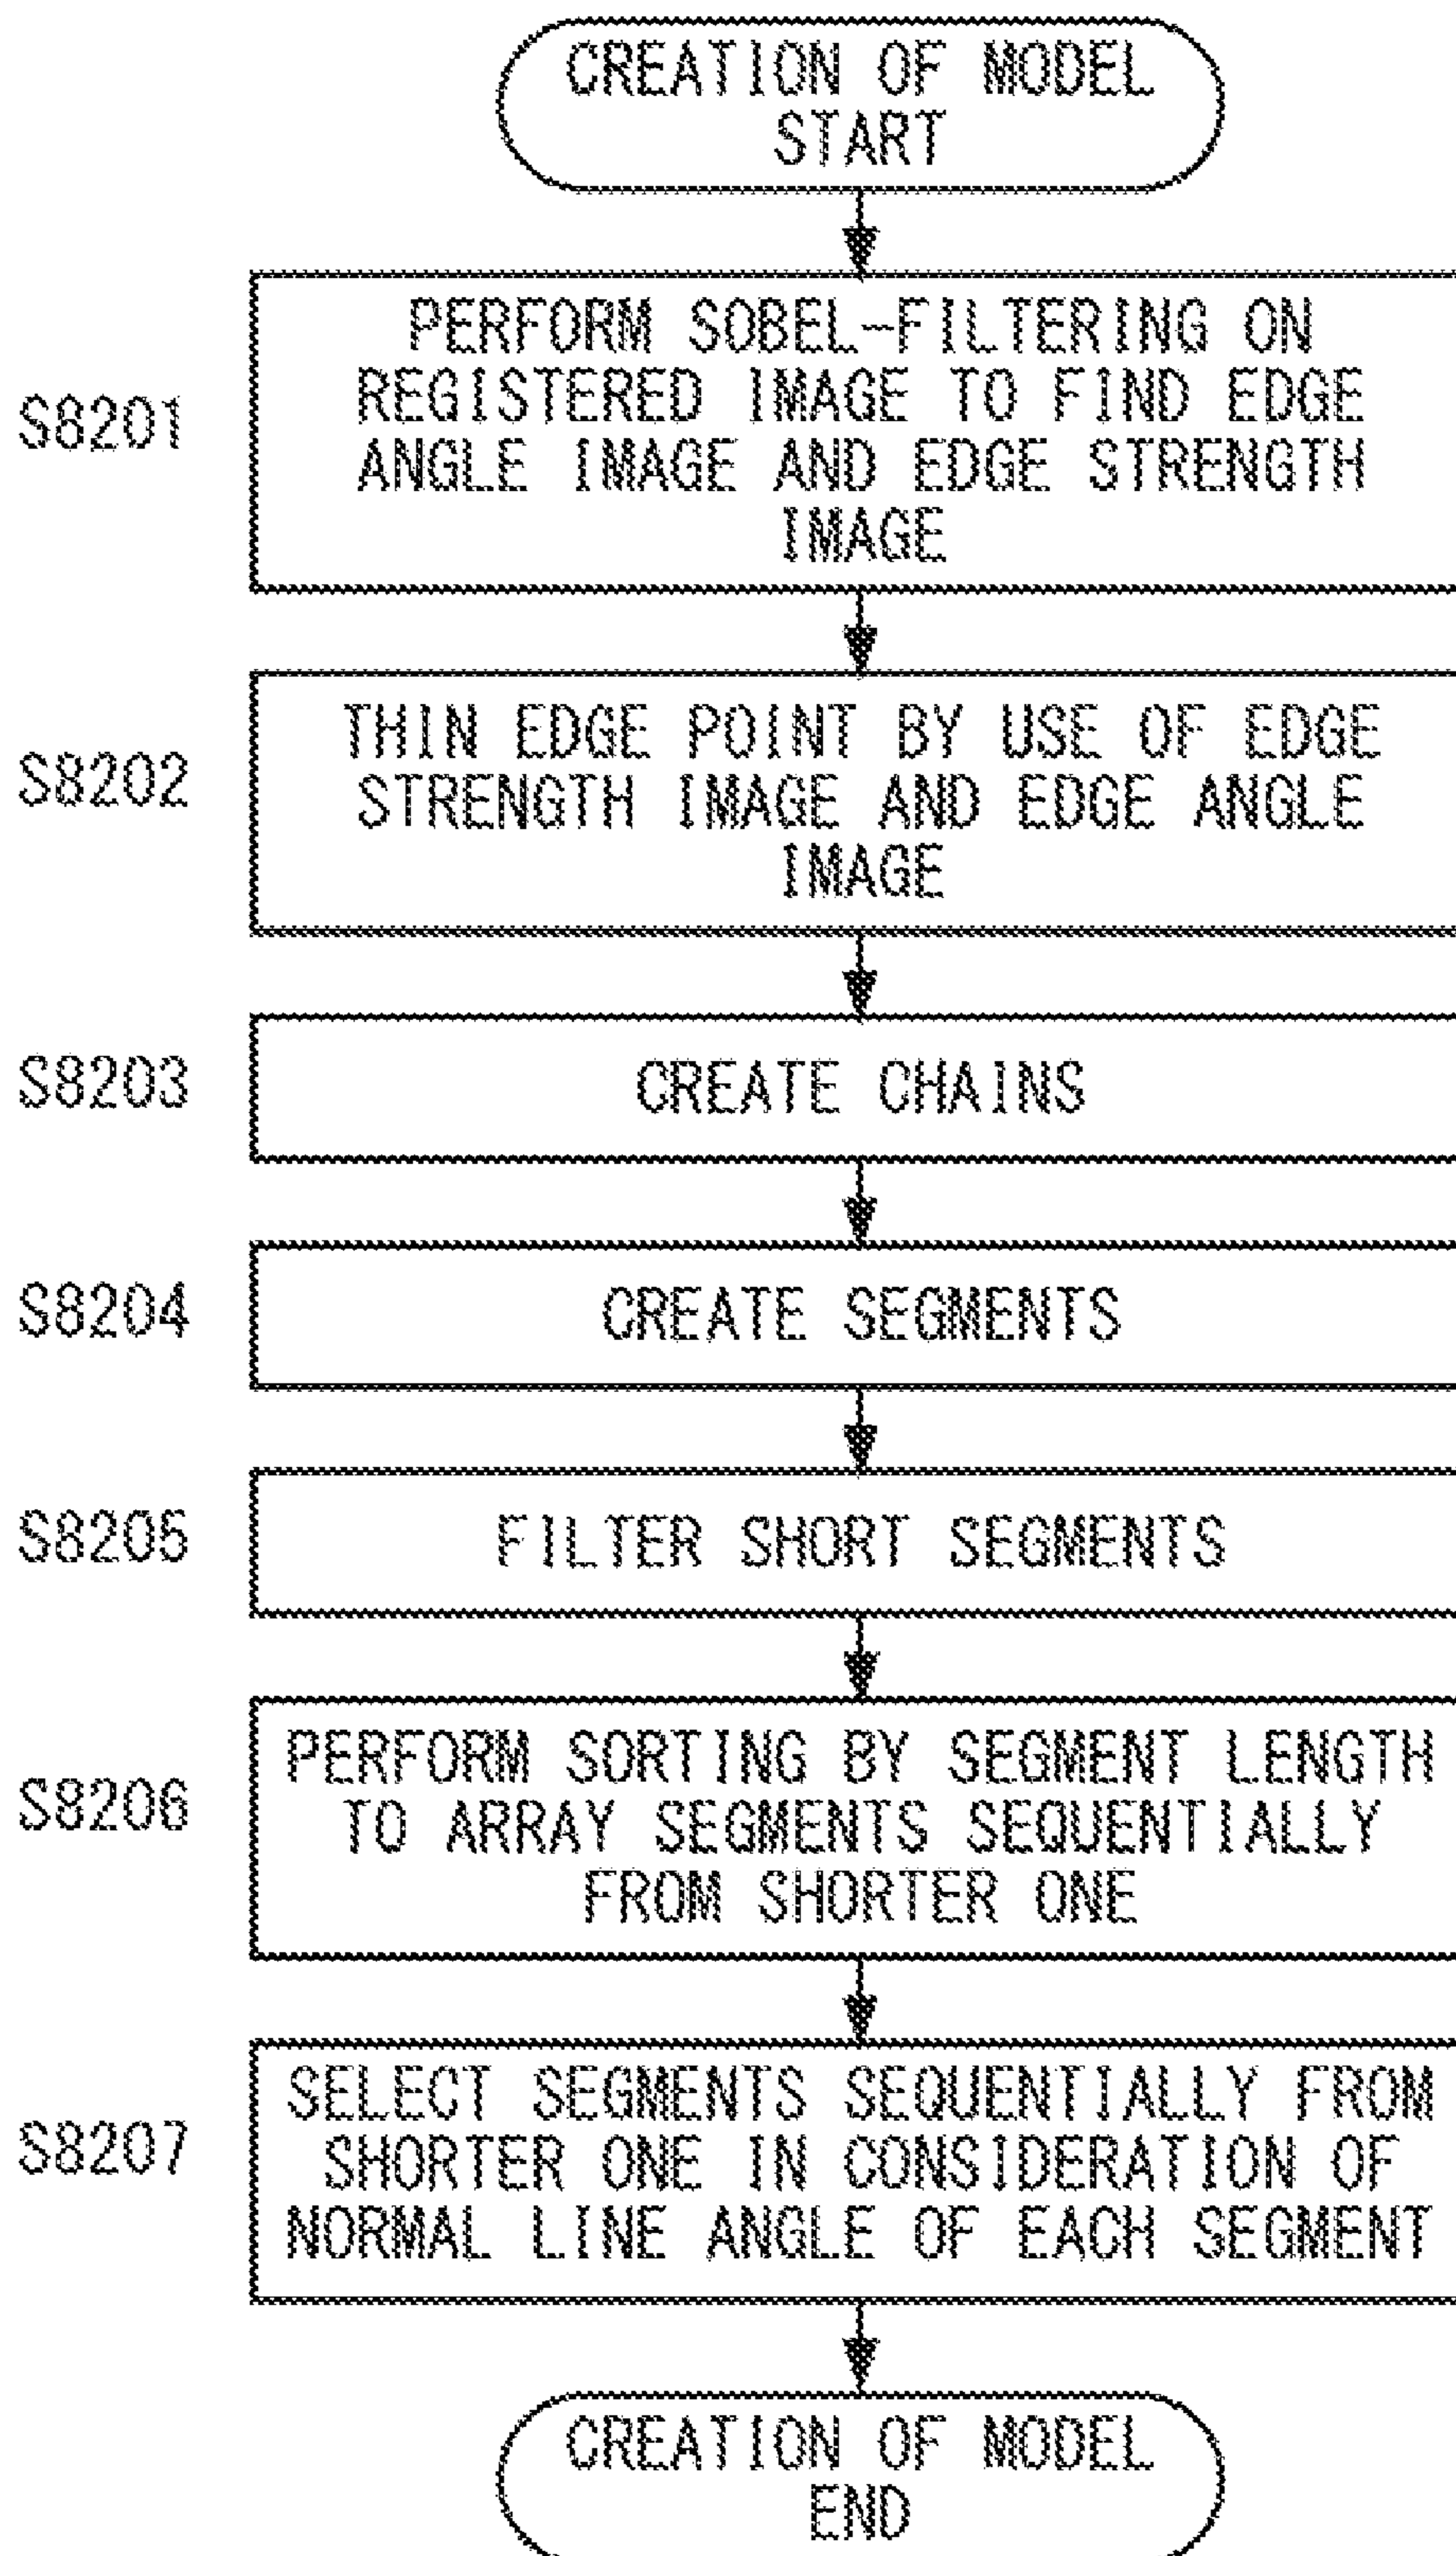 CREATION OF MODEL
START
PERFORM SOBEL-FILTERING ON
REGISTERED IMAGE TO FIND EDGE
ANGLE IMAGE AND EDGE STRENGTH
IMAGE
S8201
THIN EDGE POINT BY USE OF EDGE
STRENGTH IMAGE AND EDGE ANGLE
IMAGE
S8202
CREATE CHAINS
S8203
CREATE SEGMENTS
S8204
FILTER SHORT SEGMENTS
S8205
PERFORM SORTING BY SEGMENT LENGTH
TO ARRAY SEGMENTS SEQUENTIALLY
FROM SHORTER ONE
S8206
SELECT SEGMENTS SEQUENTIALLY FROM
SHORTER ONE IN CONSIDERATION OF
NORMAL LINE ANGLE OF EACH SEGMENT
S8207
CREATION OF MODEL
END